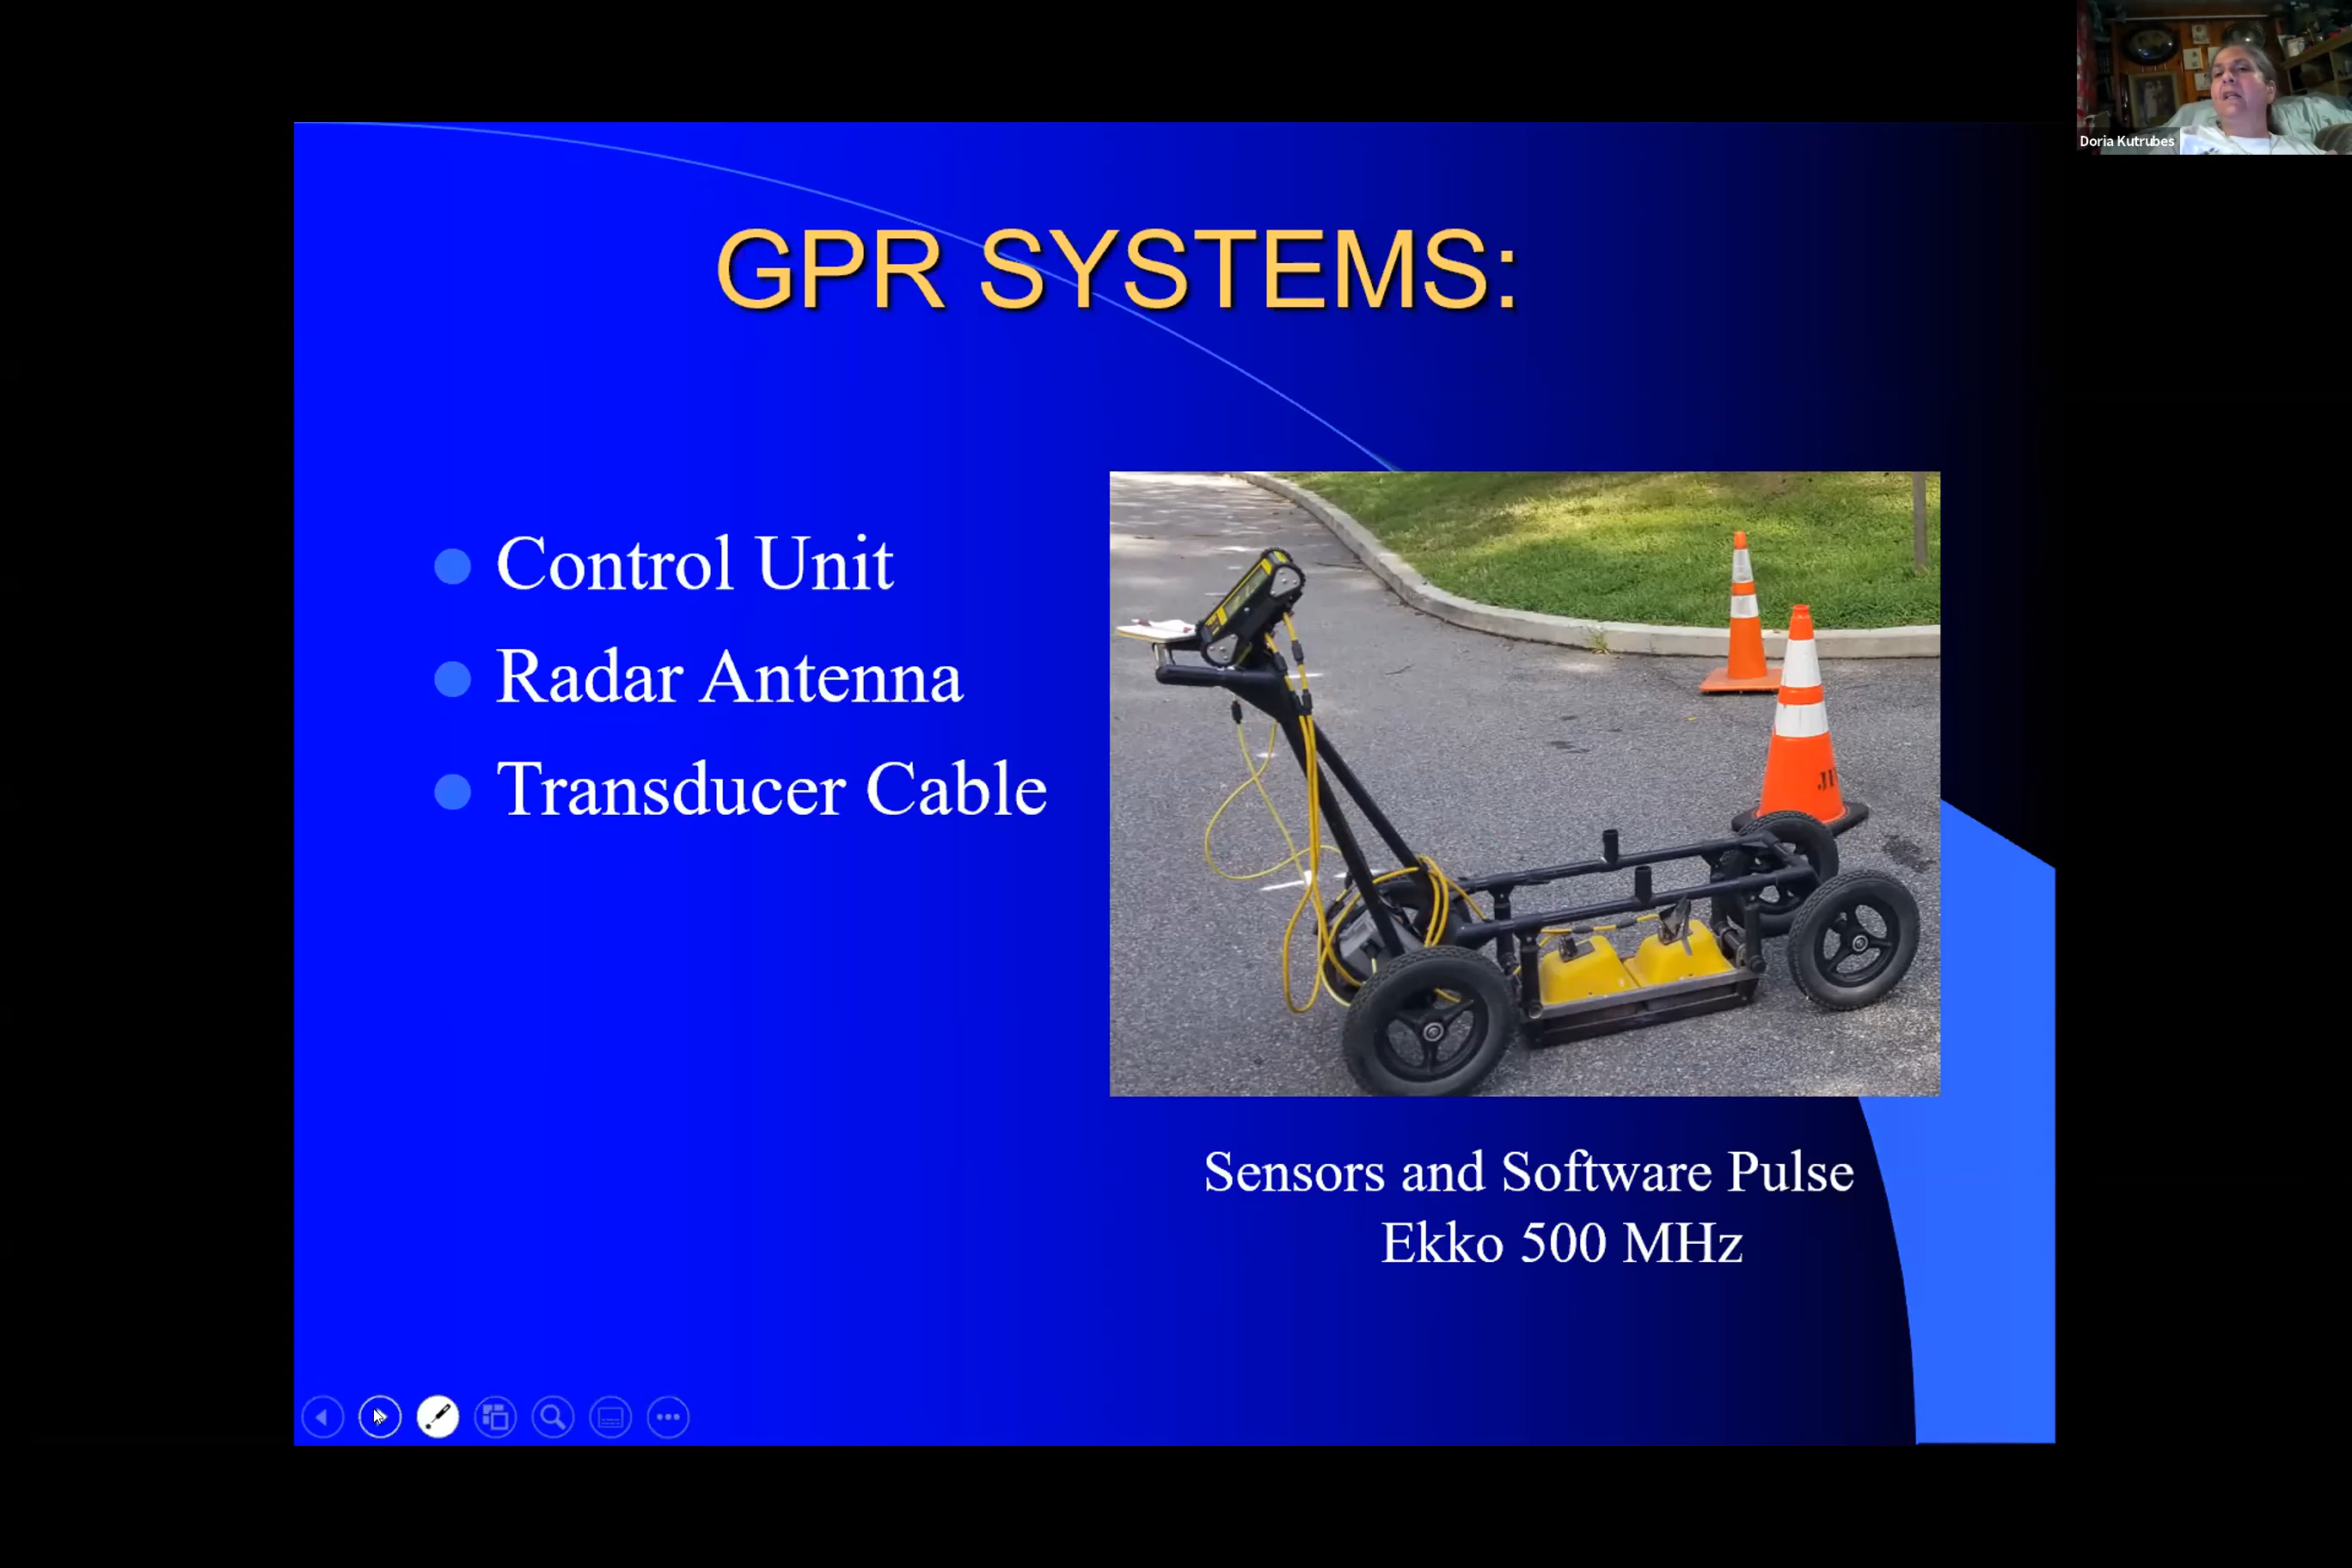 Doria Kutrubes
GPR SYSTEMS:
Control Unit
Radar Antenna
Transducer Cable
Sensors and Software Pulse
Ekko 500 MHz